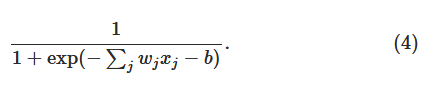 1
1 + exp(−∑ⱼ wⱼxⱼ − b) . (4)